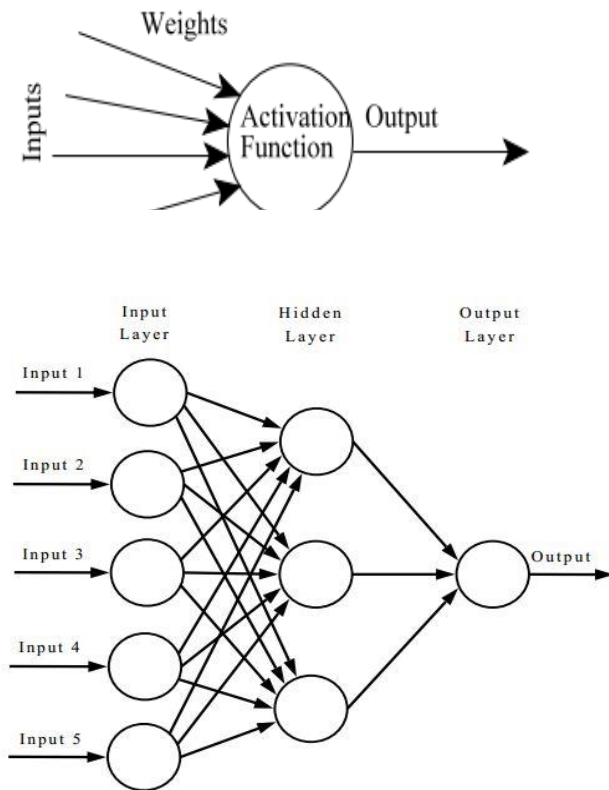 Weights
Inputs
Activation Output
Function
Input Hidden Output
Layer Layer Layer
Input 1
Input 2
Input 3
Output
Input 4
Input 5